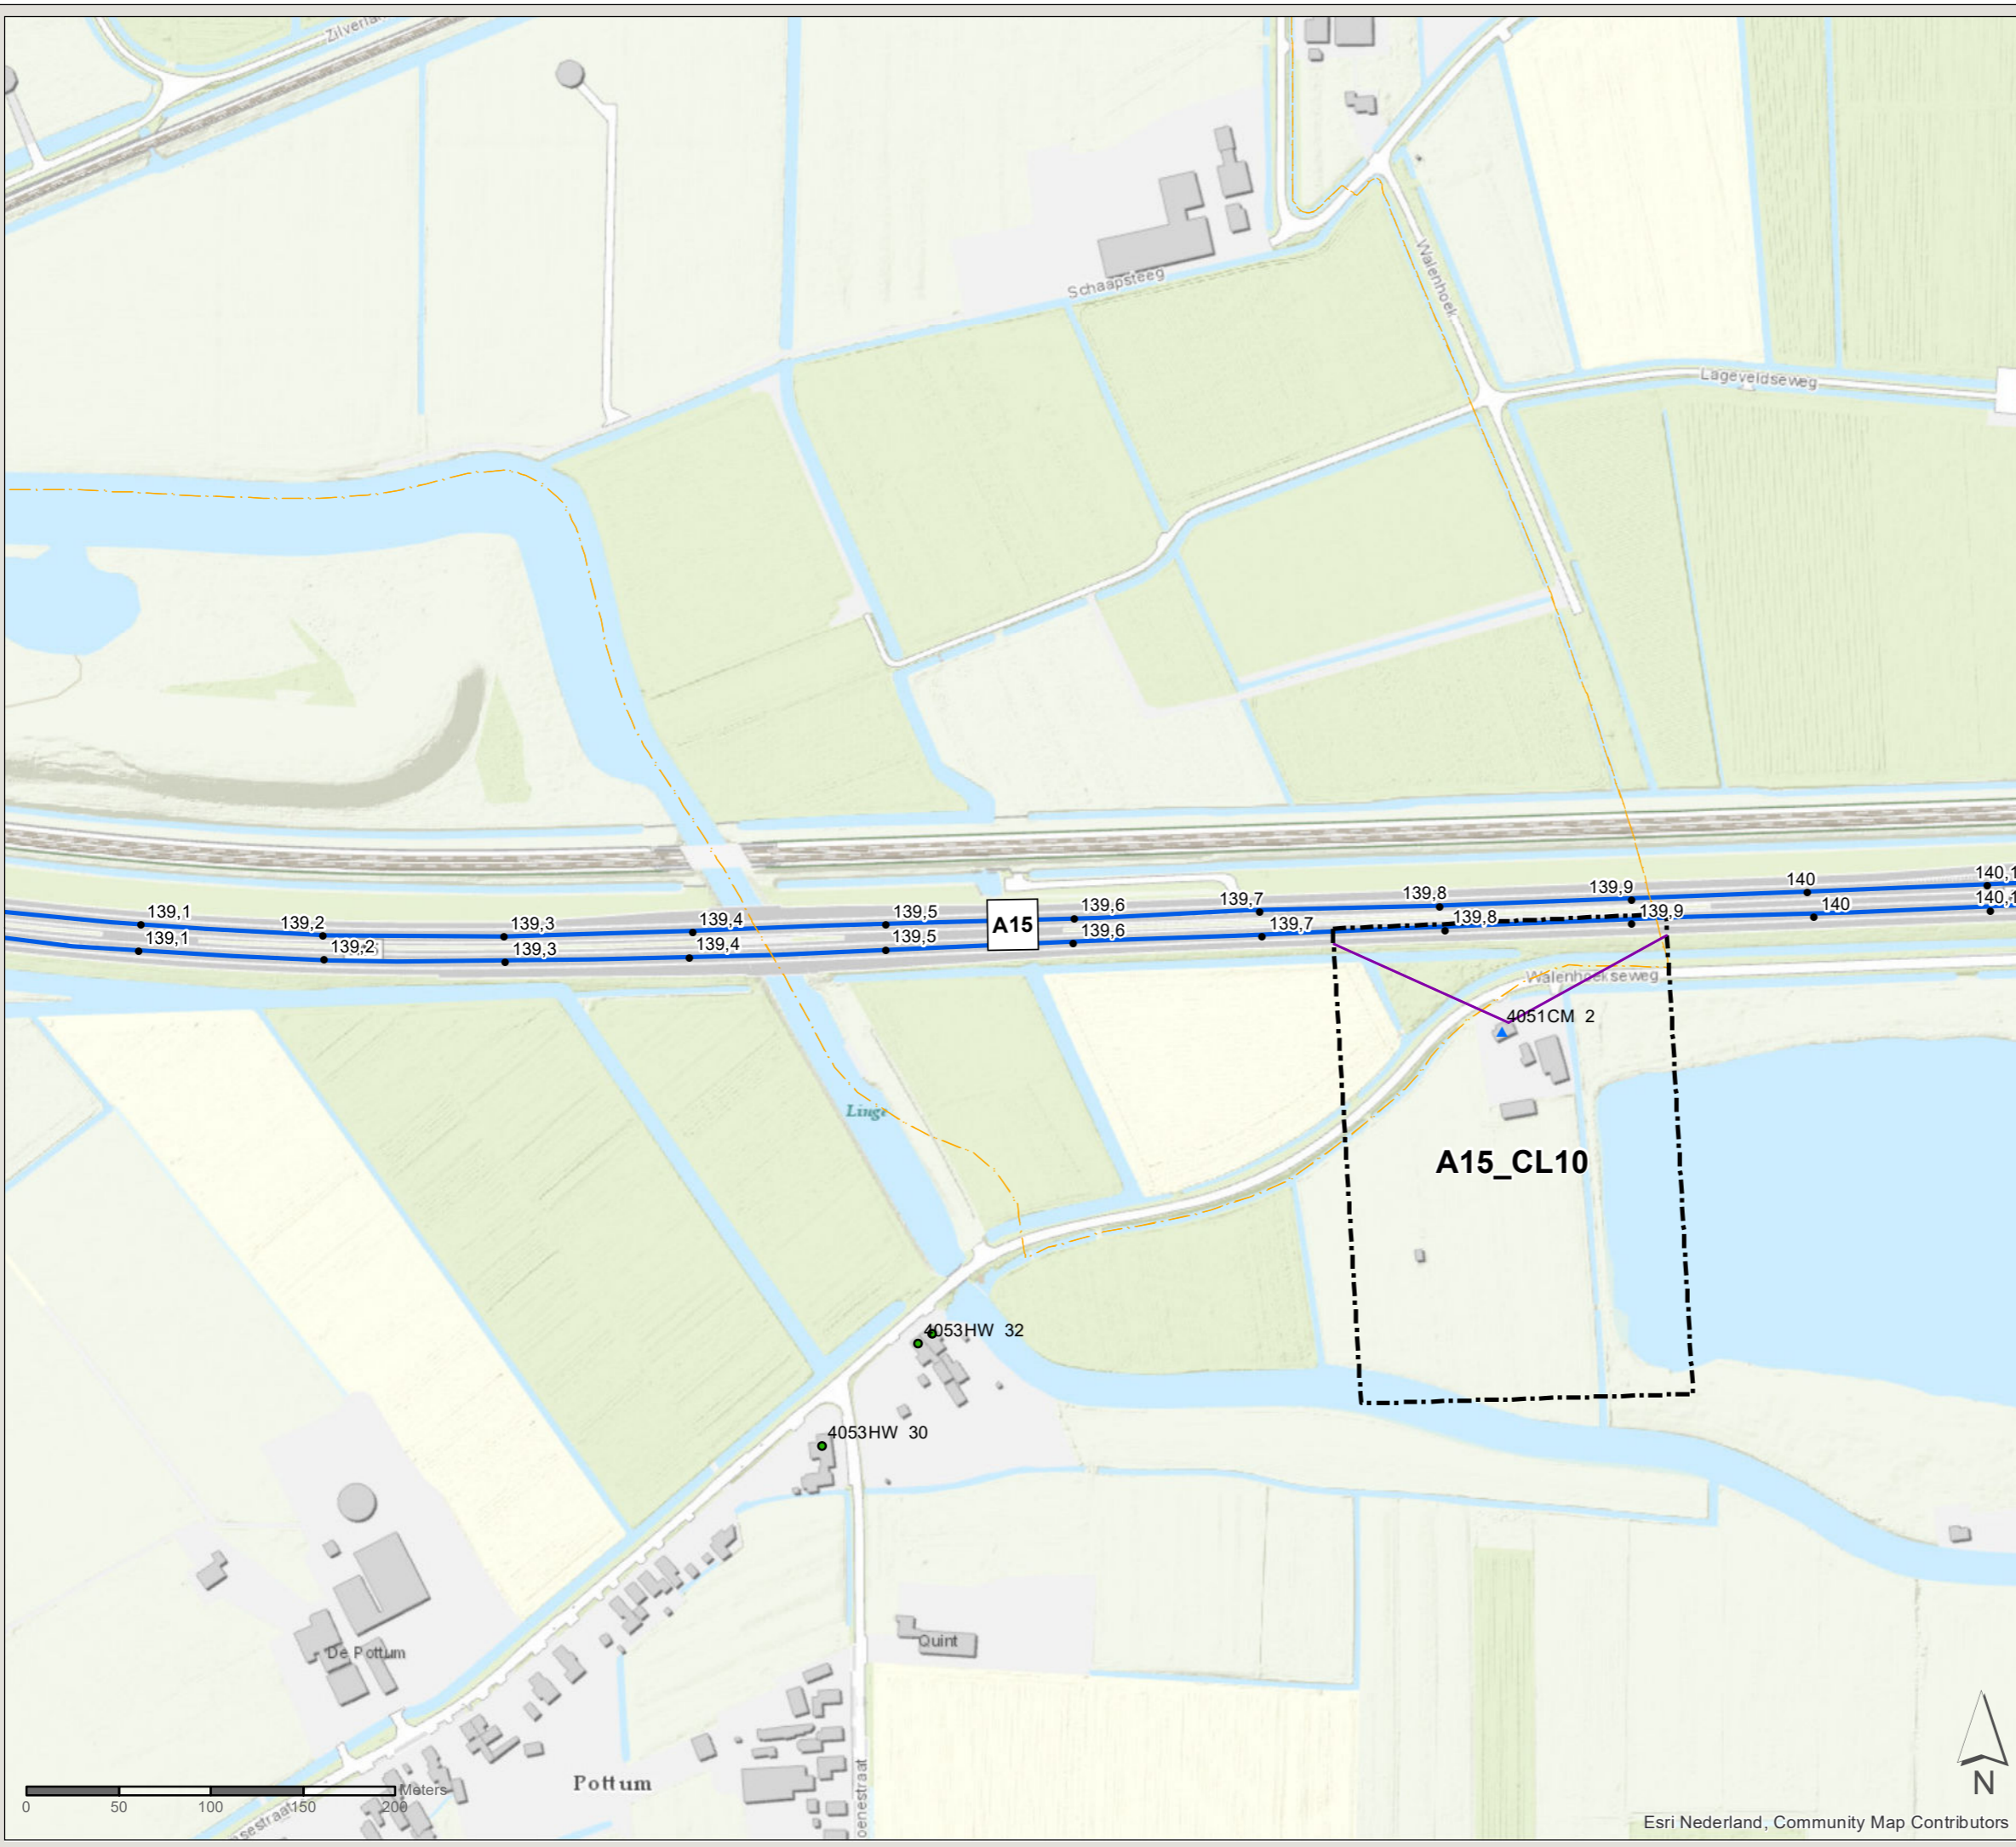 Schaapsteeg
Walenhoek
Lageveldseweg
139,1
139,2
139,3
139,4
139,5
139,6
139,7
139,8
139,9
140
140,1
139,1
139,2
139,3
139,4
139,5
139,6
139,7
139,8
139,9
140
140,1
A15
Walenhoekseweg
4051CM 2
Linge
A15_CL10
4053HW 32
4053HW 30
De Pottum
Quint
Pottum
oenestraat
sestraat
Meters
0 50 100 150 200
N
Esri Nederland, Community Map Contributors